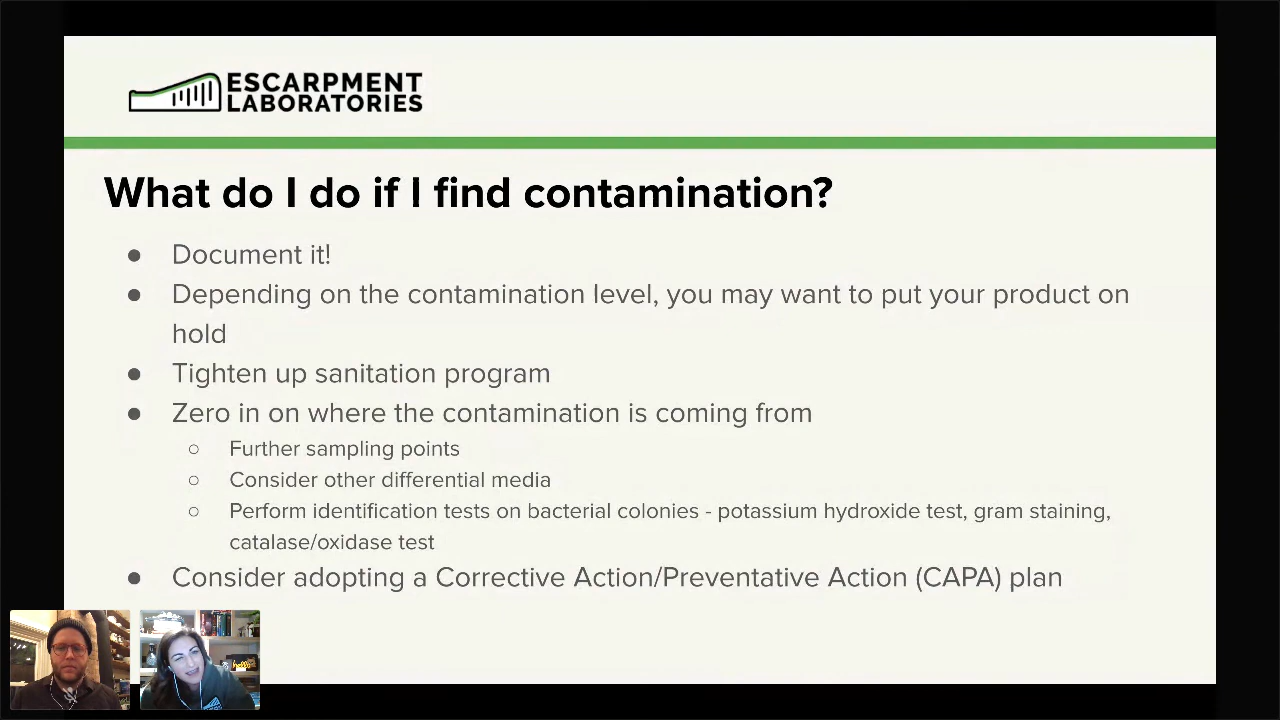 ESCARPMENT
LABORATORIES
What do I do if I find contamination?
● Document it!
● Depending on the contamination level, you may want to put your product on
hold
● Tighten up sanitation program
● Zero in on where the contamination is coming from
○ Further sampling points
○ Consider other differential media
○ Perform identification tests on bacterial colonies - potassium hydroxide test, gram staining,
catalase/oxidase test
● Consider adopting a Corrective Action/Preventative Action (CAPA) plan
hello